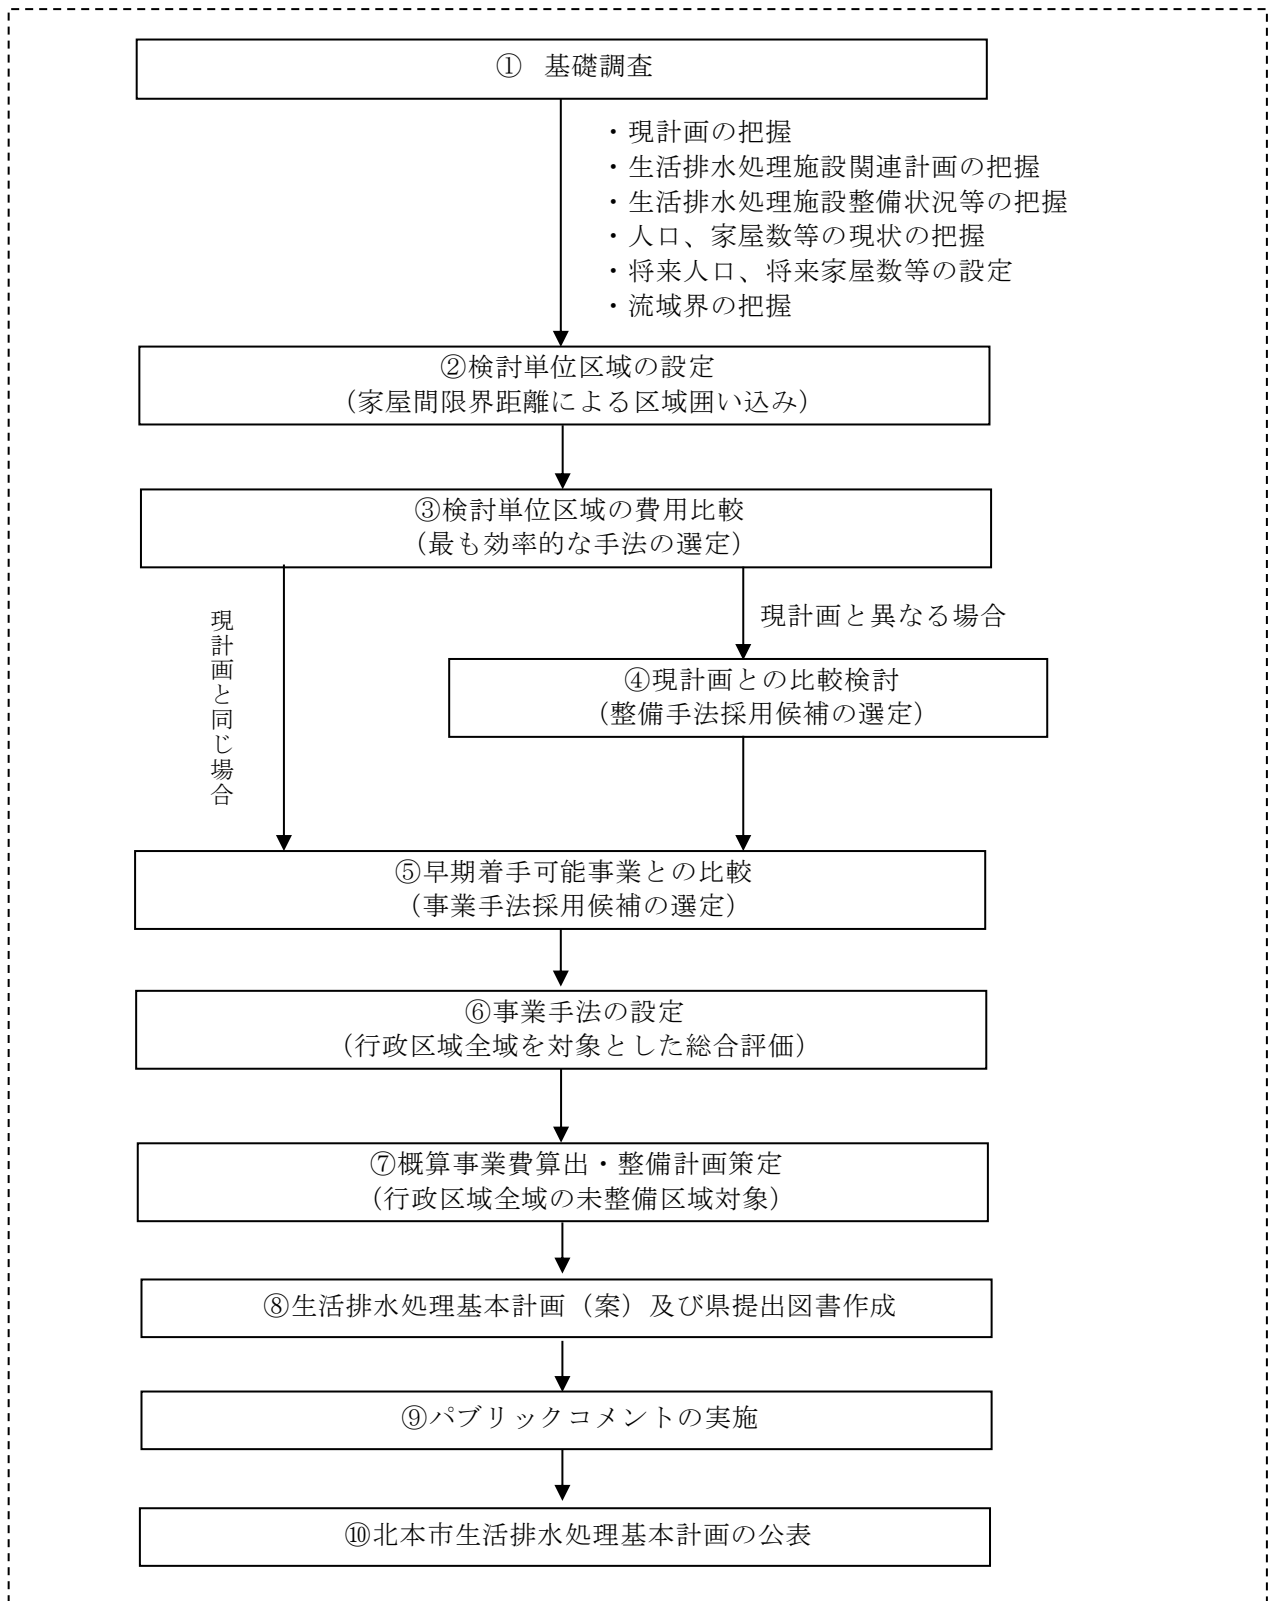 ① 基礎調査
・現計画の把握
・生活排水処理施設関連計画の把握
・生活排水処理施設整備状況等の把握
・人口、家屋数等の現状の把握
・将来人口、将来家屋数等の設定
・流域界の把握
②検討単位区域の設定
（家屋間限界距離による区域囲い込み）
③検討単位区域の費用比較
（最も効率的な手法の選定）
現計画と同じ場合
現計画と異なる場合
④現計画との比較検討
（整備手法採用候補の選定）
⑤早期着手可能事業との比較
（事業手法採用候補の選定）
⑥事業手法の設定
（行政区域全域を対象とした総合評価）
⑦概算事業費算出・整備計画策定
（行政区域全域の未整備区域対象）
⑧生活排水処理基本計画（案）及び県提出図書作成
⑨パブリックコメントの実施
⑩北本市生活排水処理基本計画の公表